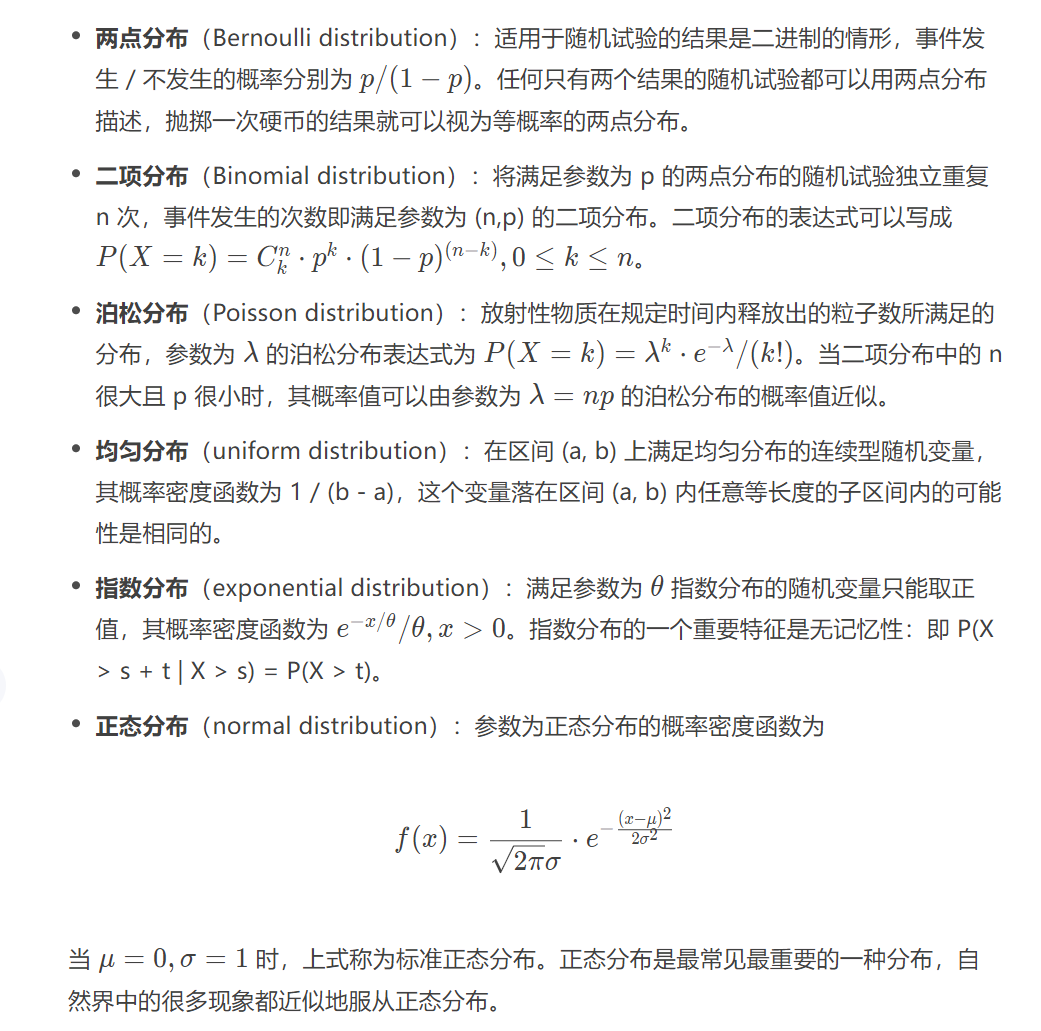 • 两点分布（Bernoulli distribution）：适用于随机试验的结果是二进制的情形，事件发
生 / 不发生的概率分别为 p/(1 − p)。任何只有两个结果的随机试验都可以用两点分布
描述，抛掷一次硬币的结果就可以视为等概率的两点分布。
• 二项分布（Binomial distribution）：将满足参数为 p 的两点分布的随机试验独立重复
n 次，事件发生的次数即满足参数为 (n,p) 的二项分布。二项分布的表达式可以写成
P(X = k) = C_k^n · p^k · (1 − p)^{(n−k)}, 0 ≤ k ≤ n。
• 泊松分布（Poisson distribution）：放射性物质在规定时间内释放出的粒子数所满足的
分布，参数为 λ 的泊松分布表达式为 P(X = k) = λ^k · e^{−λ}/(k!)。当二项分布中的 n
很大且 p 很小时，其概率值可以由参数为 λ = np 的泊松分布的概率值近似。
• 均匀分布（uniform distribution）：在区间 (a, b) 上满足均匀分布的连续型随机变量，
其概率密度函数为 1 / (b - a)，这个变量落在区间 (a, b) 内任意等长度的子区间内的可能
性是相同的。
• 指数分布（exponential distribution）：满足参数为 θ 指数分布的随机变量只能取正
值，其概率密度函数为 e^{−x/θ}/θ, x > 0。指数分布的一个重要特征是无记忆性：即 P(X
> s + t | X > s) = P(X > t)。
• 正态分布（normal distribution）：参数为正态分布的概率密度函数为
f(x) = \frac{1}{\sqrt{2π}σ} · e^{−\frac{(x−μ)^2}{2σ^2}}
当 μ = 0, σ = 1 时，上式称为标准正态分布。正态分布是最常见最重要的一种分布，自
然界中的很多现象都近似地服从正态分布。